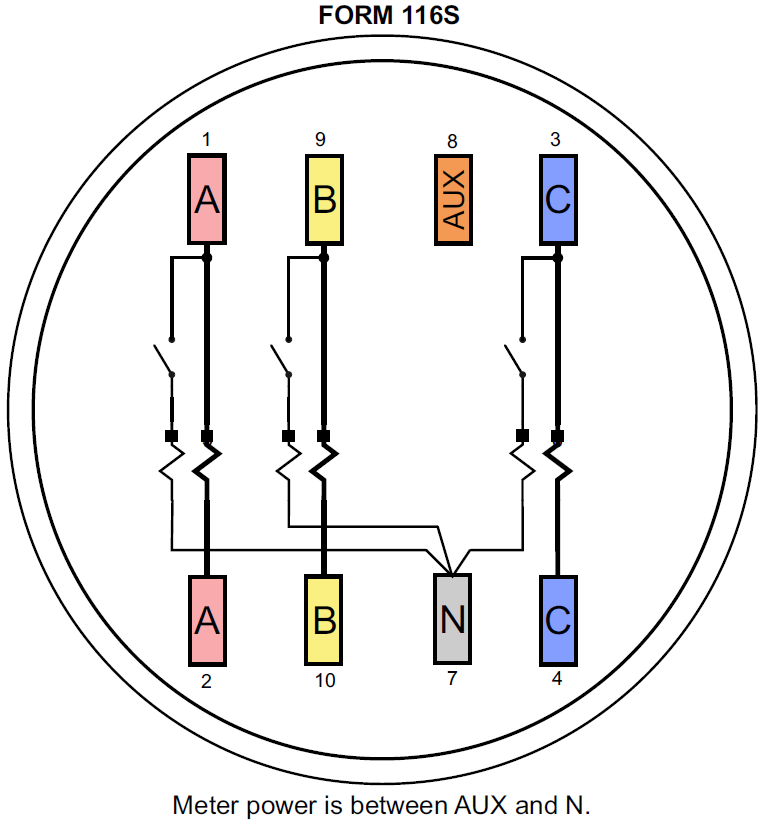 FORM 116S
1 9 8 3
A B AUX C
A B N C
2 10 7 4
Meter power is between AUX and N.